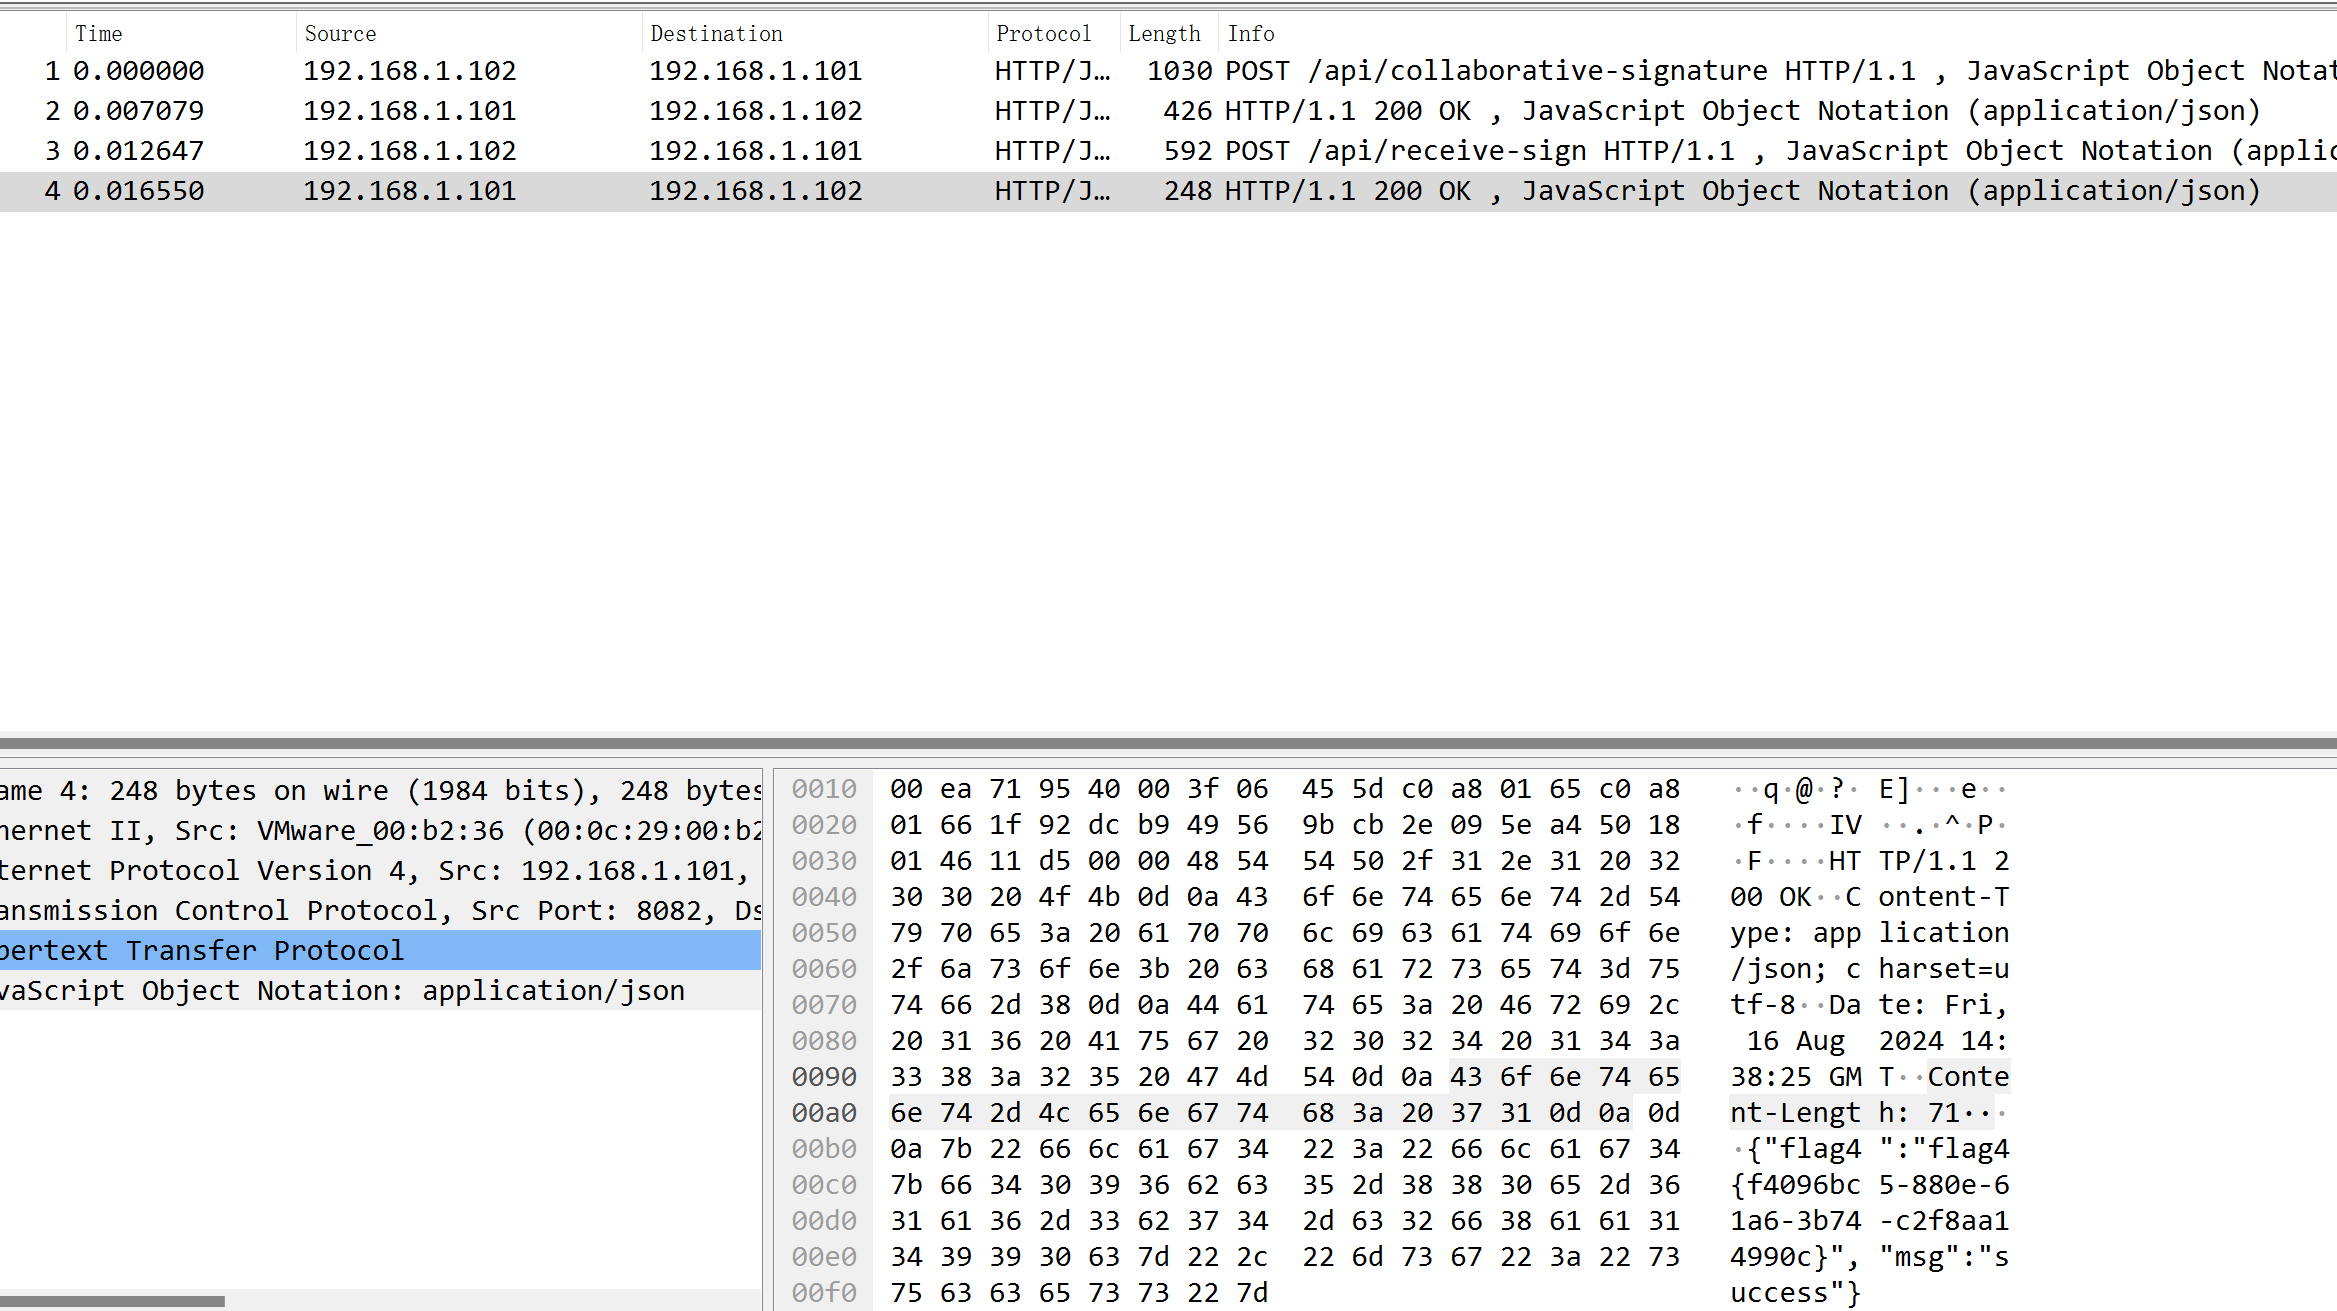 Time Source Destination Protocol Length Info
1 0.000000 192.168.1.102 192.168.1.101 HTTP/J… 1030 POST /api/collaborative-signature HTTP/1.1 , JavaScript Object Notat
2 0.007079 192.168.1.101 192.168.1.102 HTTP/J… 426 HTTP/1.1 200 OK , JavaScript Object Notation (application/json)
3 0.012647 192.168.1.102 192.168.1.101 HTTP/J… 592 POST /api/receive-sign HTTP/1.1 , JavaScript Object Notation (applic
4 0.016550 192.168.1.101 192.168.1.102 HTTP/J… 248 HTTP/1.1 200 OK , JavaScript Object Notation (application/json)
ame 4: 248 bytes on wire (1984 bits), 248 bytes
hernet II, Src: VMware_00:b2:36 (00:0c:29:00:b2
ternet Protocol Version 4, Src: 192.168.1.101,
ansmission Control Protocol, Src Port: 8082, Ds
pertext Transfer Protocol
vaScript Object Notation: application/json
0010 00 ea 71 95 40 00 3f 06 45 5d c0 a8 01 65 c0 a8 ··q·@·?· E]···e··
0020 01 66 1f 92 dc b9 49 56 9b cb 2e 09 5e a4 50 18 ·f····IV ··.·^·P·
0030 01 46 11 d5 00 00 48 54 54 50 2f 31 2e 31 20 32 ·F····HT TP/1.1 2
0040 30 30 20 4f 4b 0d 0a 43 6f 6e 74 65 6e 74 2d 54 00 OK··C ontent-T
0050 79 70 65 3a 20 61 70 70 6c 69 63 61 74 69 6f 6e ype: app lication
0060 2f 6a 73 6f 6e 3b 20 63 68 61 72 73 65 74 3d 75 /json; c harset=u
0070 74 66 2d 38 0d 0a 44 61 74 65 3a 20 46 72 69 2c tf-8··Da te: Fri,
0080 20 31 36 20 41 75 67 20 32 30 32 34 20 31 34 3a 16 Aug 2024 14:
0090 33 38 3a 32 35 20 47 4d 54 0d 0a 43 6f 6e 74 65 38:25 GM T··Conte
00a0 6e 74 2d 4c 65 6e 67 74 68 3a 20 37 31 0d 0a 0d nt-Lengt h: 71···
00b0 0a 7b 22 66 6c 61 67 34 22 3a 22 66 6c 61 67 34 ·{"flag4 ":"flag4
00c0 7b 66 34 30 39 36 62 63 35 2d 38 38 30 65 2d 36 {f4096bc 5-880e-6
00d0 31 61 36 2d 33 62 37 34 2d 63 32 66 38 61 61 31 1a6-3b74 -c2f8aa1
00e0 34 39 39 30 63 7d 22 2c 22 6d 73 67 22 3a 22 73 4990c}", "msg":"s
00f0 75 63 63 65 73 73 22 7d uccess"}